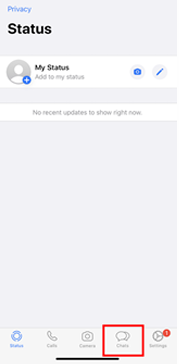 Privacy
Status
My Status
Add to my status
No recent updates to show right now.
Status
Calls
Camera
Chats
Settings
1